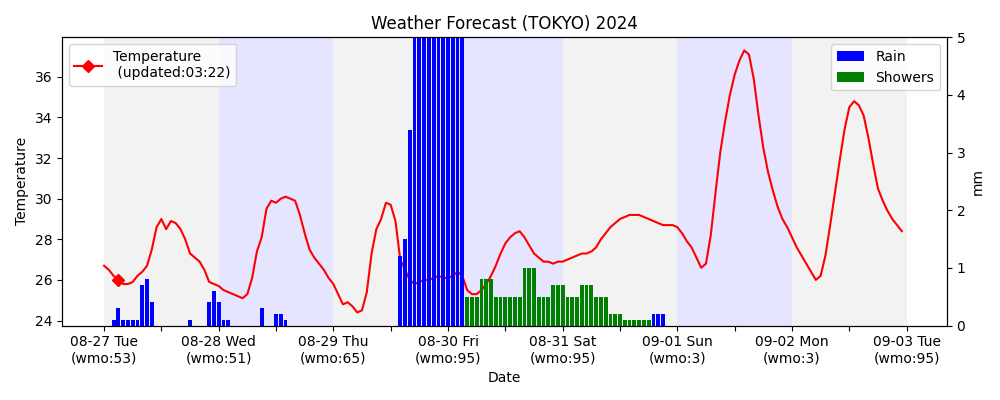 Weather Forecast (TOKYO) 2024
Temperature
(updated:03:22)
Rain
Showers
Temperature
36
34
32
30
28
26
24
5
4
3
2
1
0
mm
08-27 Tue 08-28 Wed 08-29 Thu 08-30 Fri 08-31 Sat 09-01 Sun 09-02 Mon 09-03 Tue
(wmo:53) (wmo:51) (wmo:65) (wmo:95) (wmo:95) (wmo:3) (wmo:3) (wmo:95)
Date